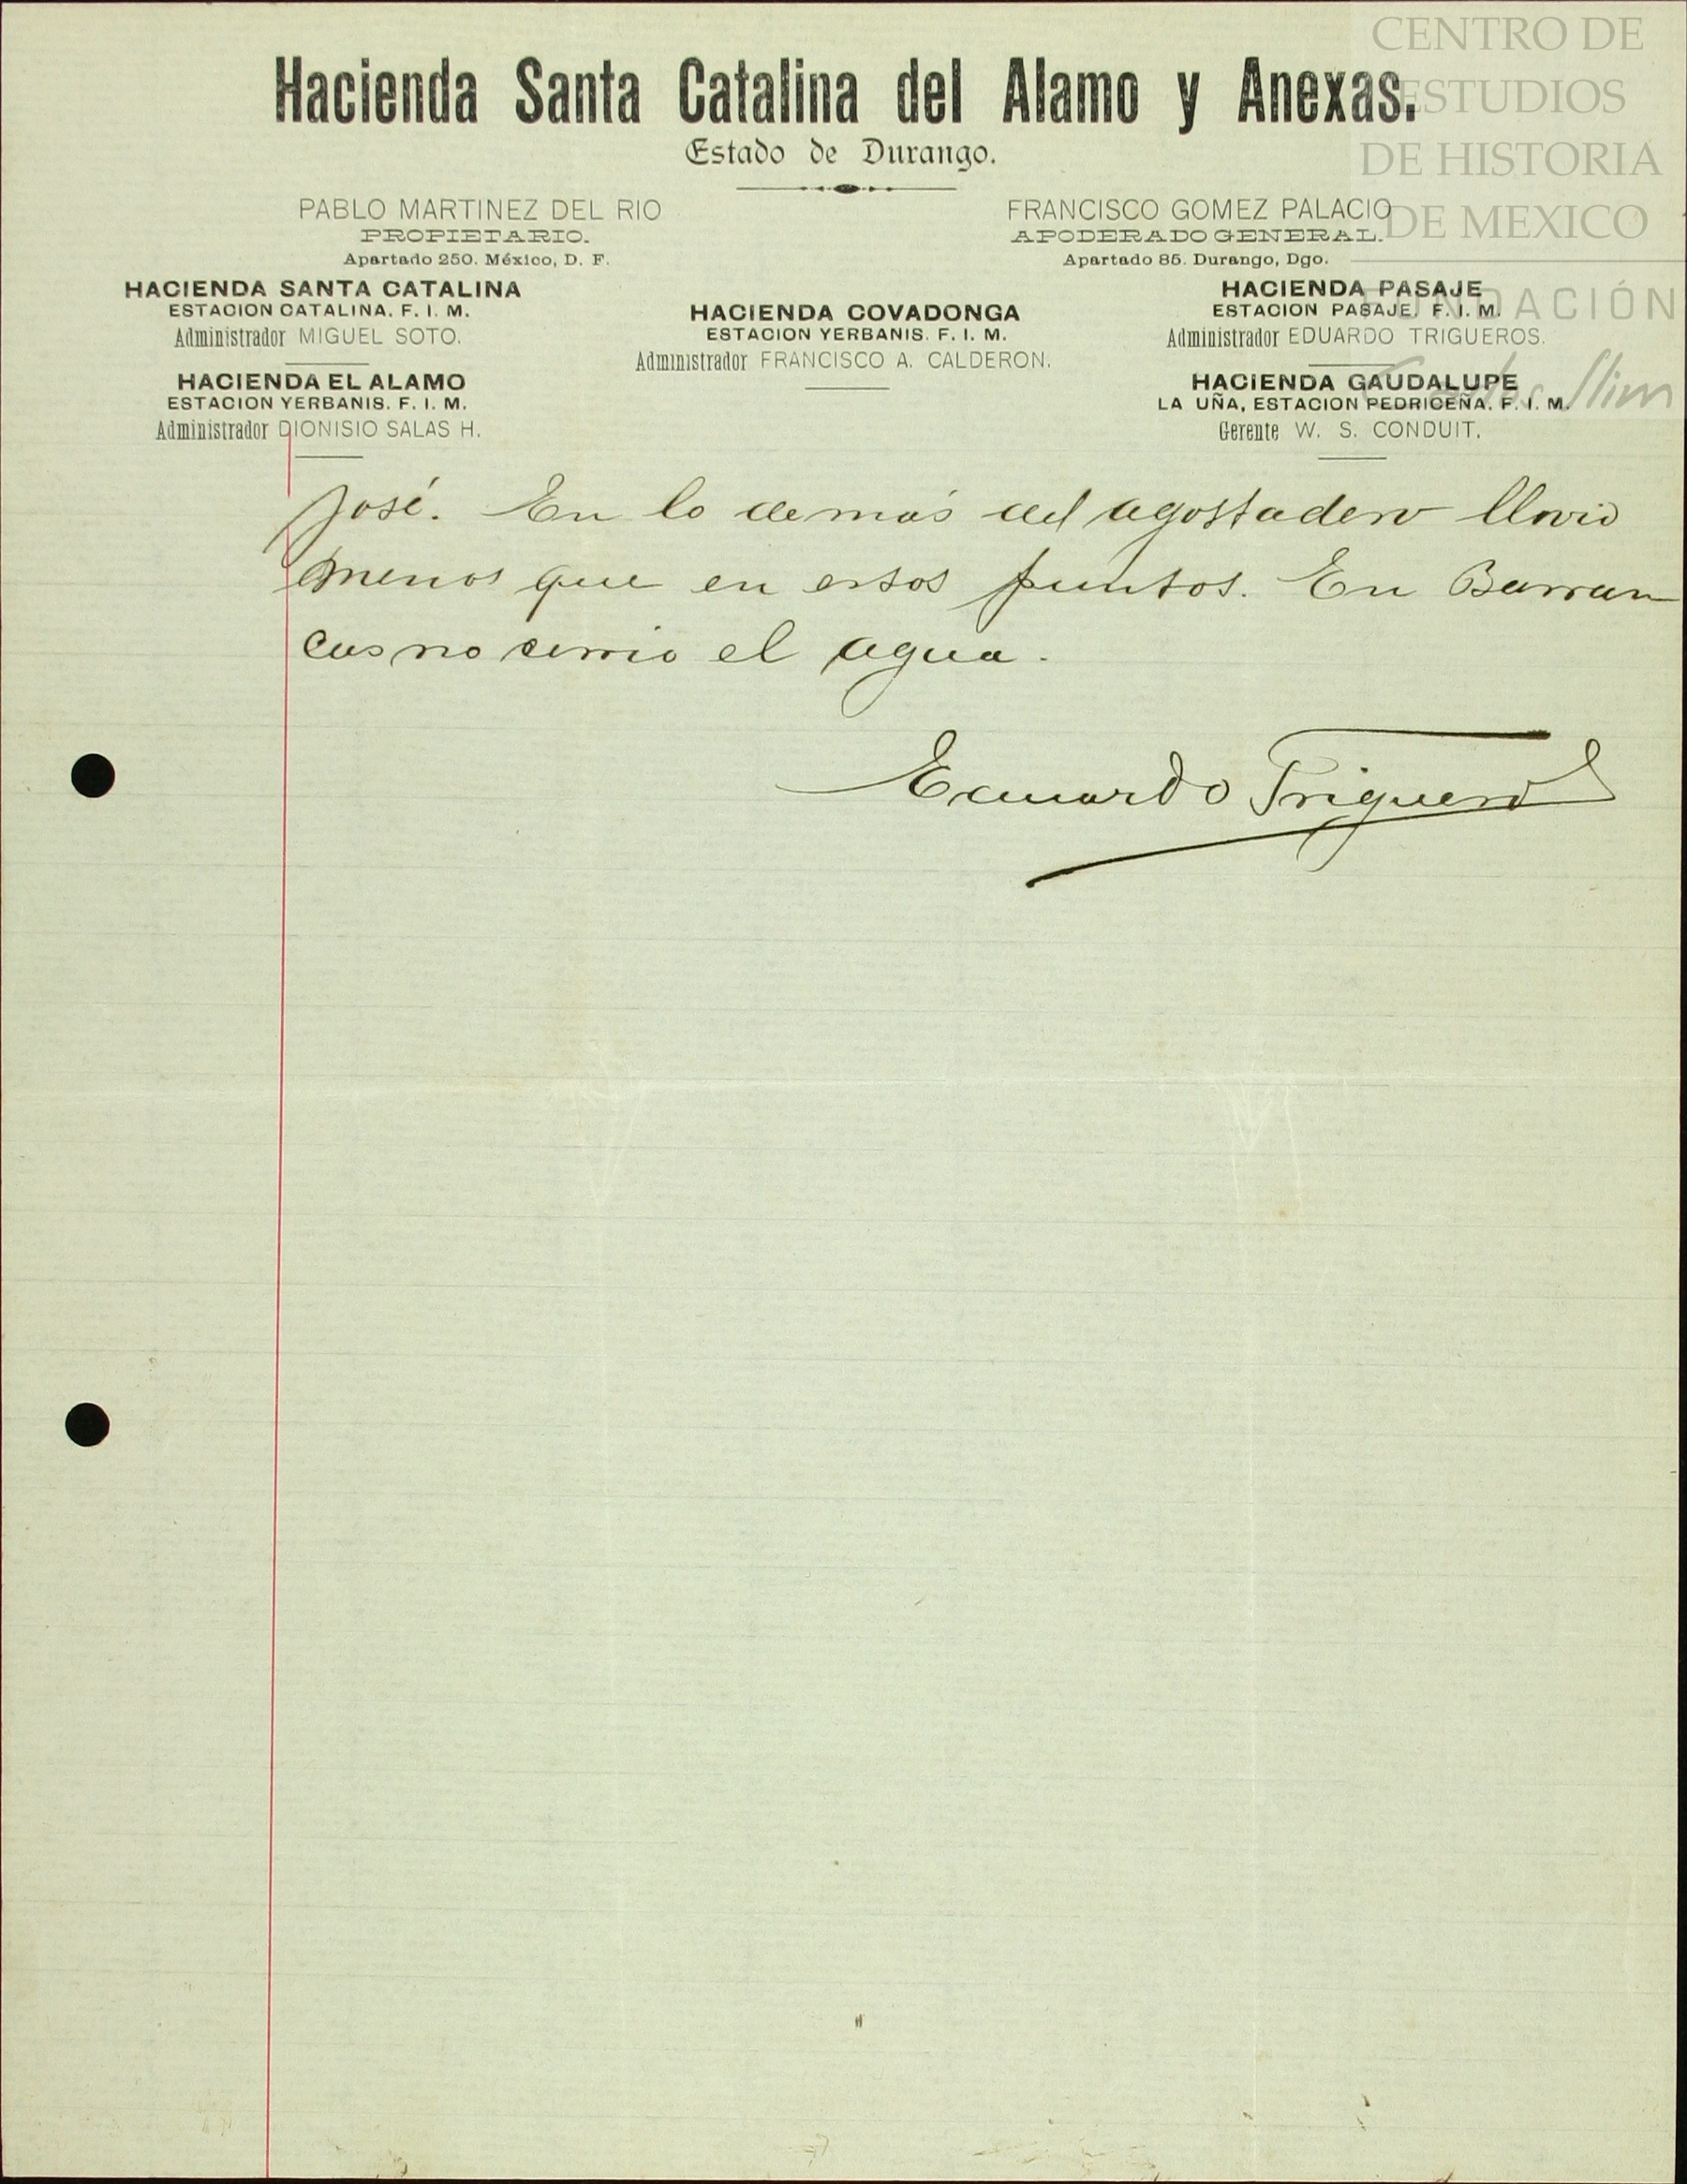 CENTRO DE
ESTUDIOS
DE HISTORIA
DE MEXICO
FUNDACIÓN
Carlos Slim
Hacienda Santa Catalina del Alamo y Anexas.
Estado de Durango.
PABLO MARTINEZ DEL RIO
PROPIETARIO.
Apartado 250. México, D. F.
FRANCISCO GOMEZ PALACIO
APODERADO GENERAL.
Apartado 85. Durango, Dgo.
HACIENDA SANTA CATALINA
ESTACION CATALINA. F. I. M.
Administrador MIGUEL SOTO.
HACIENDA EL ALAMO
ESTACION YERBANIS. F. I. M.
Administrador DIONISIO SALAS H.
HACIENDA COVADONGA
ESTACION YERBANIS. F. I. M.
Administrador FRANCISCO A. CALDERON.
HACIENDA PASAJE
ESTACION PASAJE. F. I. M.
Administrador EDUARDO TRIGUEROS.
HACIENDA GAUDALUPE
LA UÑA, ESTACION PEDRICEÑA. F. I. M.
Gerente W. S. CONDUIT.
José. En lo demás del agostadero llovió
menos que en estos puntos. En Barran
cas no corrio el agua.
Eduardo Trigueros